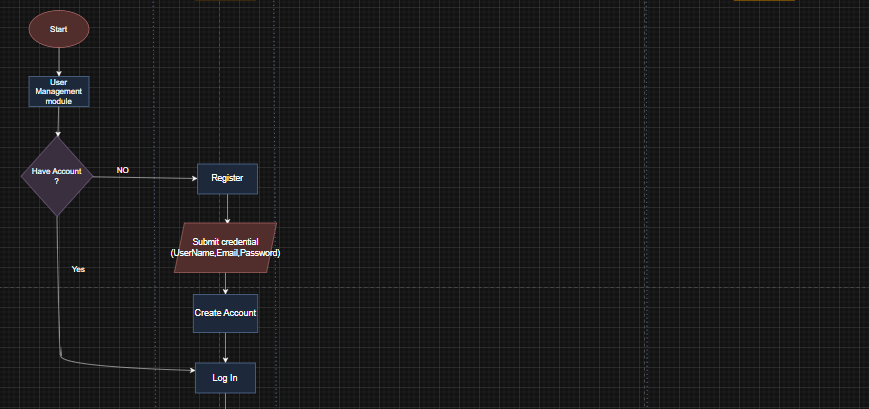 Start
User
Management
module
Have Account
?
NO
Register
Submit credential
(UserName,Email,Password)
Yes
Create Account
Log In